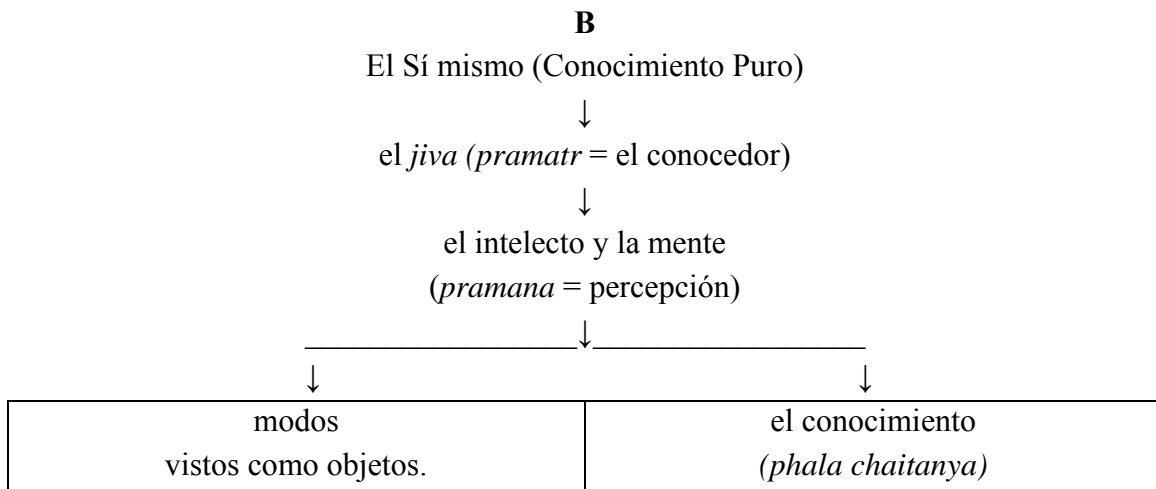 B
El Sí mismo (Conocimiento Puro)
↓
el jiva (pramatr = el conocedor)
↓
el intelecto y la mente
(pramana = percepción)
↓
↓ ↓
modos el conocimiento
vistos como objetos. (phala chaitanya)